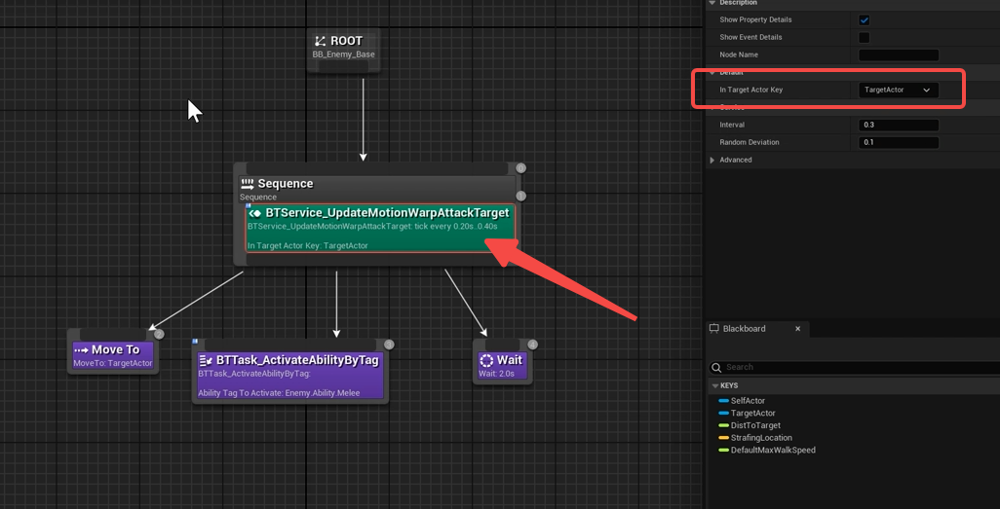 ROOT
BB_Enemy_Base
Sequence
Sequence
BTService_UpdateMotionWarpAttackTarget
BTService_UpdateMotionWarpAttackTarget: tick every 0.20s..0.40s
In Target Actor Key: TargetActor
Move To
MoveTo: TargetActor
BTTask_ActivateAbilityByTag
BTTask_ActivateAbilityByTag:
Ability Tag To Activate: Enemy.Ability.Melee
Wait
Wait: 2.0s
Description
Show Property Details
Show Event Details
Node Name
Default
In Target Actor Key TargetActor
Interval 0.3
Random Deviation 0.1
Advanced
Blackboard
Search
KEYS
SelfActor
TargetActor
DistToTarget
StrafingLocation
DefaultMaxWalkSpeed